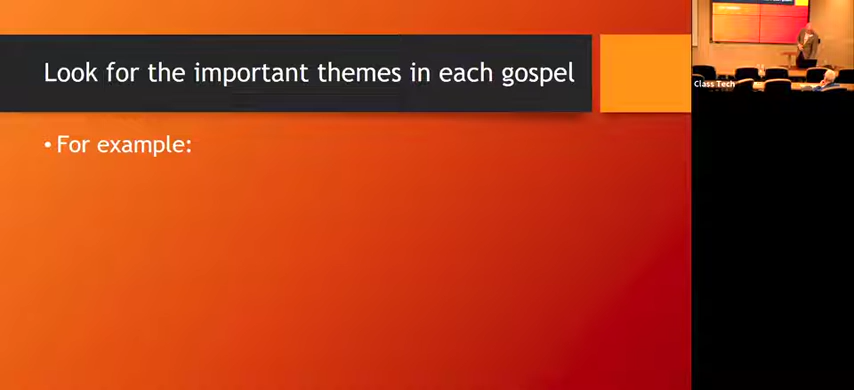 Look for the important themes in each gospel
• For example:
Class Tech